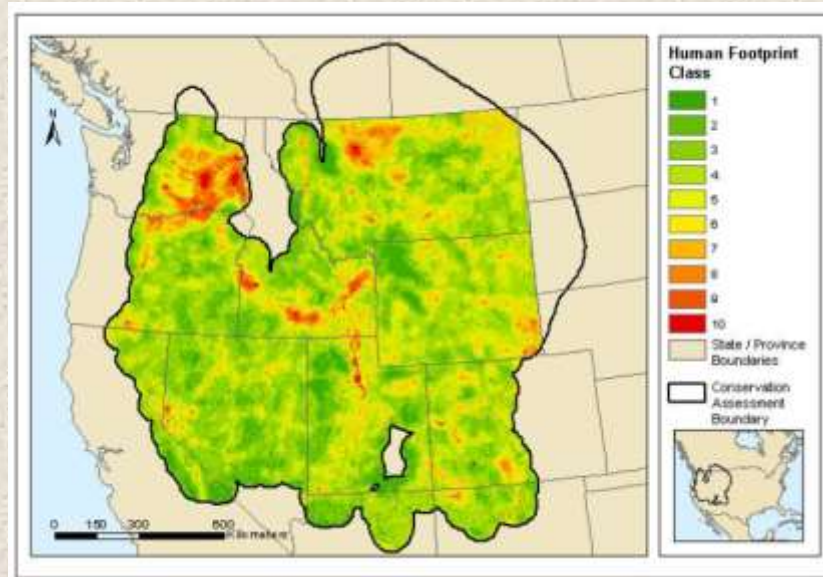 Human Footprint
Class
1
2
3
4
5
6
7
8
9
10
State / Province
Boundaries
Conservation
Assessment
Boundary
N
0 150 300 600
Kilometers